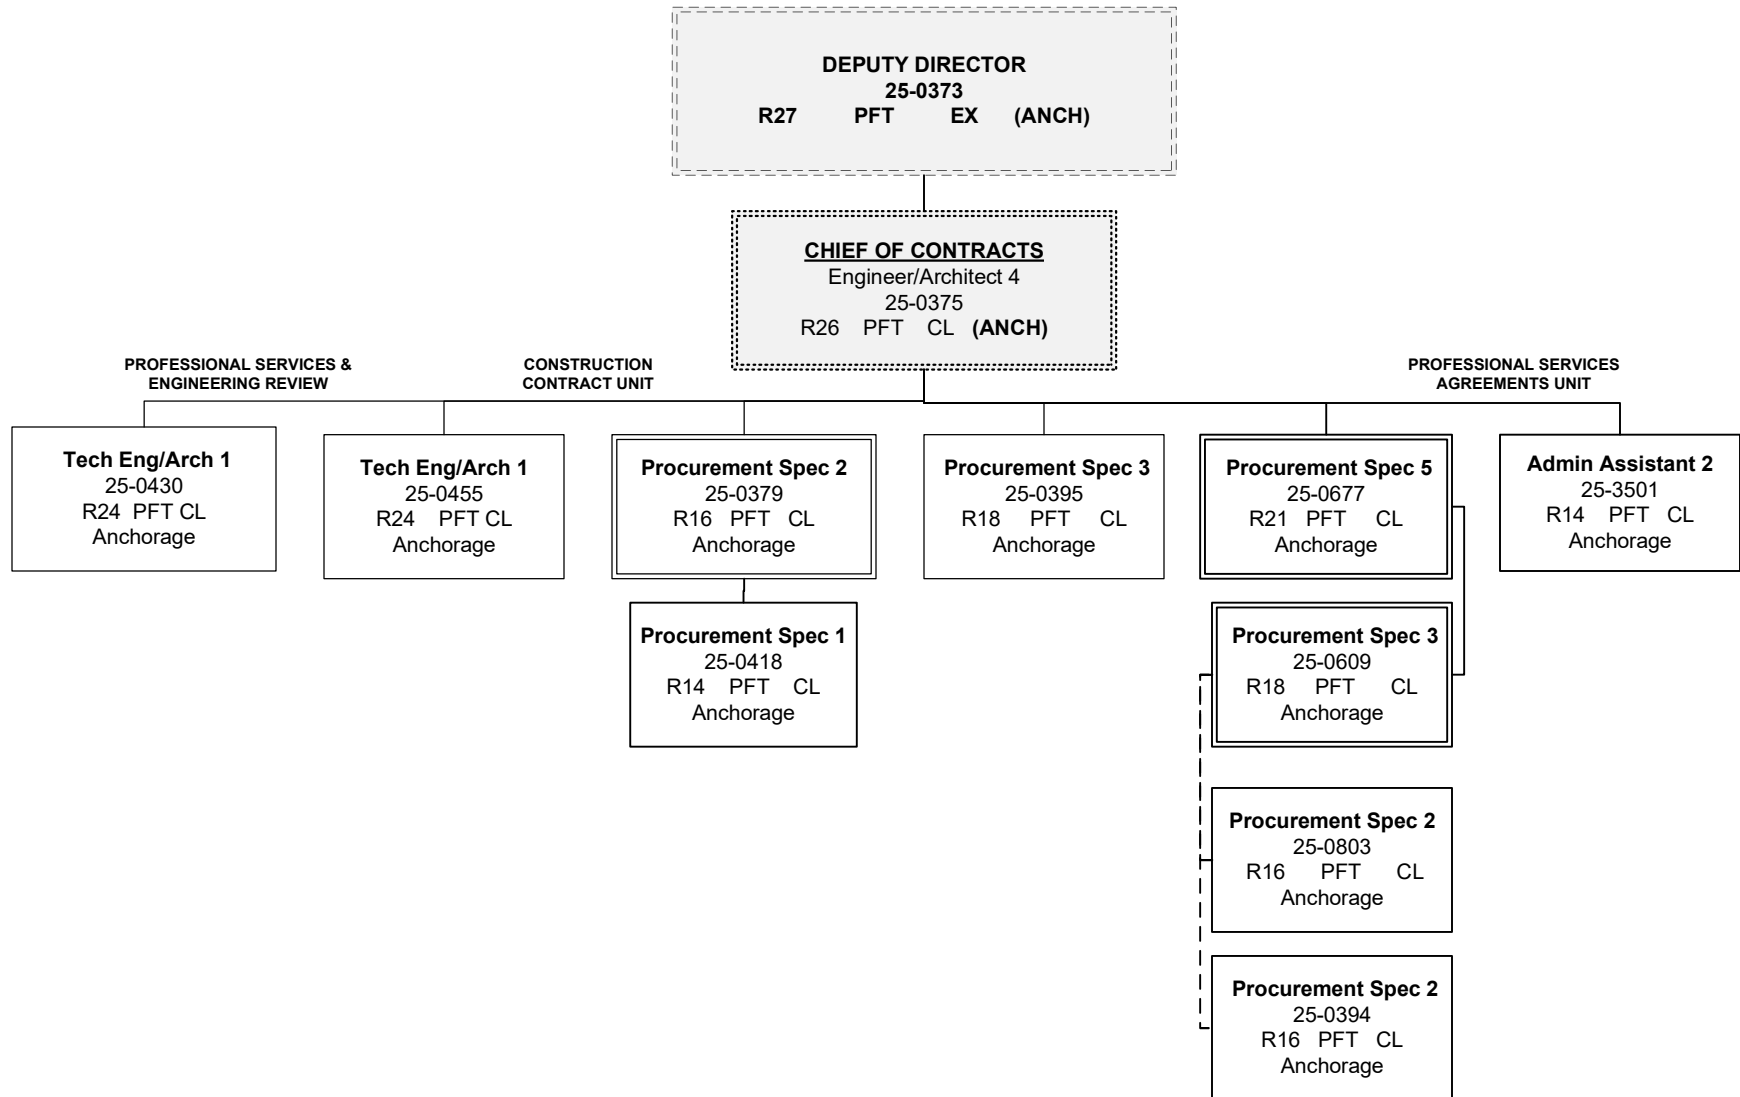 DEPUTY DIRECTOR
25-0373
R27 PFT EX (ANCH)
CHIEF OF CONTRACTS
Engineer/Architect 4
25-0375
R26 PFT CL (ANCH)
PROFESSIONAL SERVICES &
ENGINEERING REVIEW
CONSTRUCTION
CONTRACT UNIT
PROFESSIONAL SERVICES
AGREEMENTS UNIT
Tech Eng/Arch 1
25-0430
R24 PFT CL
Anchorage
Tech Eng/Arch 1
25-0455
R24 PFT CL
Anchorage
Procurement Spec 2
25-0379
R16 PFT CL
Anchorage
Procurement Spec 3
25-0395
R18 PFT CL
Anchorage
Procurement Spec 5
25-0677
R21 PFT CL
Anchorage
Admin Assistant 2
25-3501
R14 PFT CL
Anchorage
Procurement Spec 1
25-0418
R14 PFT CL
Anchorage
Procurement Spec 3
25-0609
R18 PFT CL
Anchorage
Procurement Spec 2
25-0803
R16 PFT CL
Anchorage
Procurement Spec 2
25-0394
R16 PFT CL
Anchorage